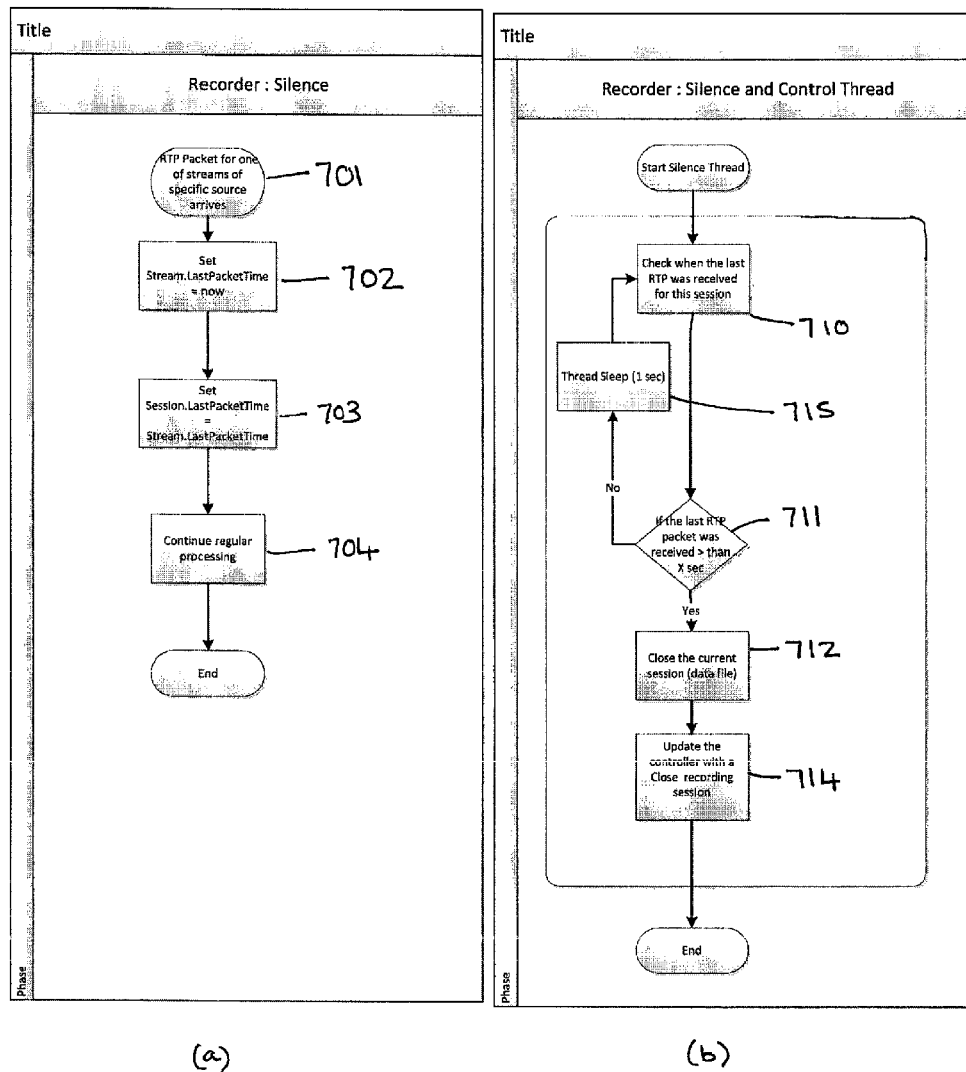 Title
Recorder : Silence
RTP Packet for one
of streams of
specific source
arrives
701
Set
Stream.LastPacketTime
= now
702
Set
Session.LastPacketTime
=
Stream.LastPacketTime
703
Continue regular
processing
704
End
Phase
(a)
Title
Recorder : Silence and Control Thread
Start Silence Thread
Check when the last
RTP was received
for this session
710
Thread Sleep (1 sec)
715
No
If the last RTP
packet was
received > than
X sec
711
Yes
Close the current
session (data file)
712
Update the
controller with a
Close recording
session
714
End
Phase
(b)